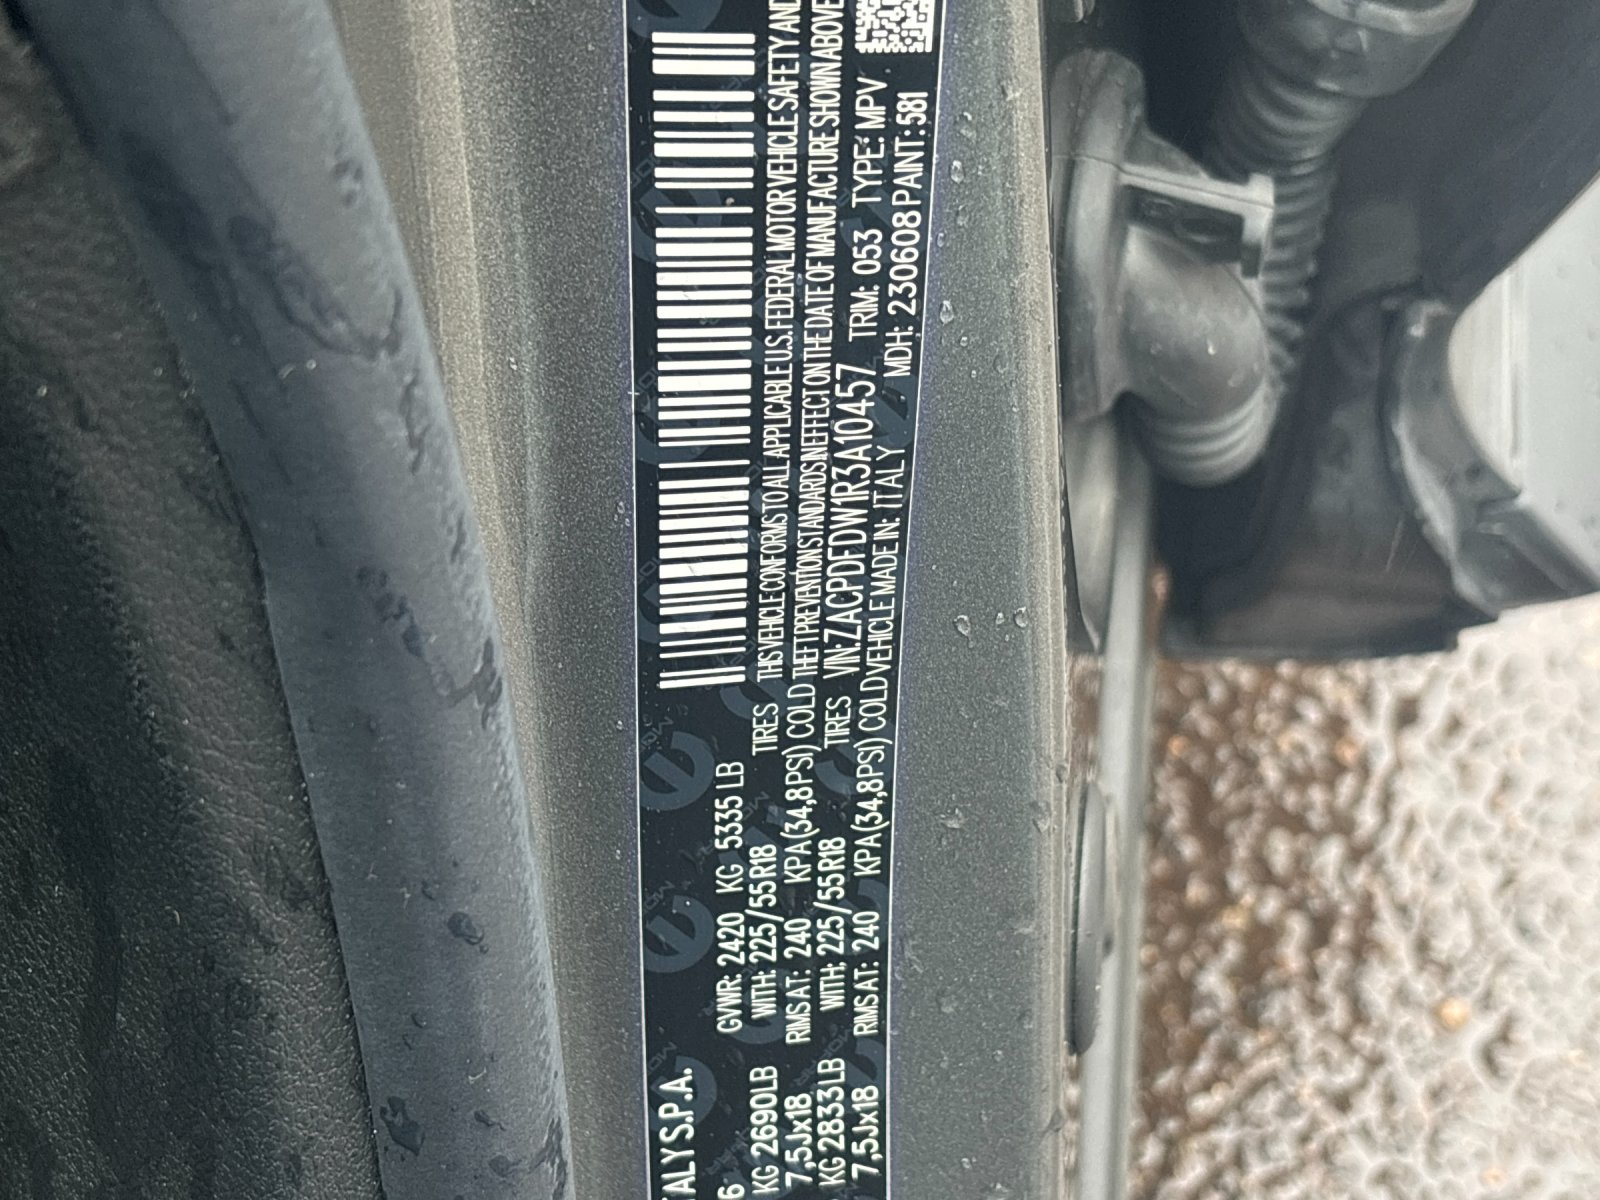 TALY S.P.A.
6 GVWR: 2420 KG 5335 LB
KG 2690LB WITH: 225/55R18 TIRES THIS VEHICLE CONFORMS TO ALL APPLICABLE U.S. FEDERAL MOTOR VEHICLE SAFETY AND
7,5Jx18 RIMS AT: 240 KPA(34,8PSI) COLD THEFT PREVENTION STANDARDS IN EFFECT ON THE DATE OF MANUFACTURE SHOWN ABOVE
KG 2833LB WITH: 225/55R18 TIRES VIN: ZACPDFDW1R3A10457 TRIM: 053 TYPE: MPV
7,5Jx18 RIMS AT: 240 KPA(34,8PSI) COLD VEHICLE MADE IN: ITALY MDH: 230608 PAINT: 581